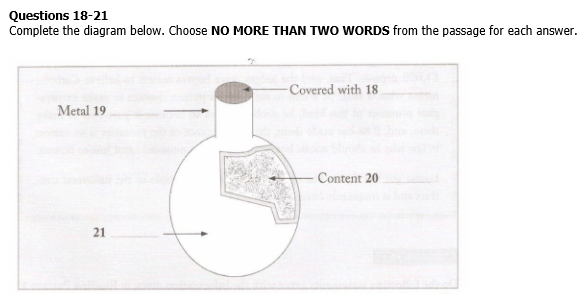 Questions 18-21
Complete the diagram below. Choose NO MORE THAN TWO WORDS from the passage for each answer.
Covered with 18
Metal 19
Content 20
21